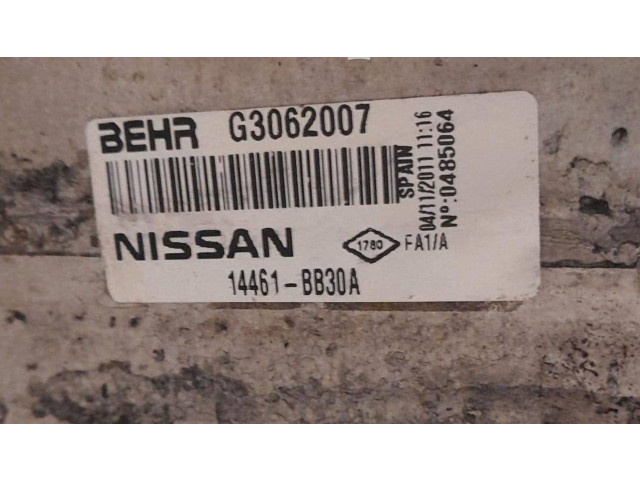 BEHR G3062007
NISSAN 1780 FA1/A
14461-BB30A
SPAIN
04/11/2011 11:16
Nº:0485064